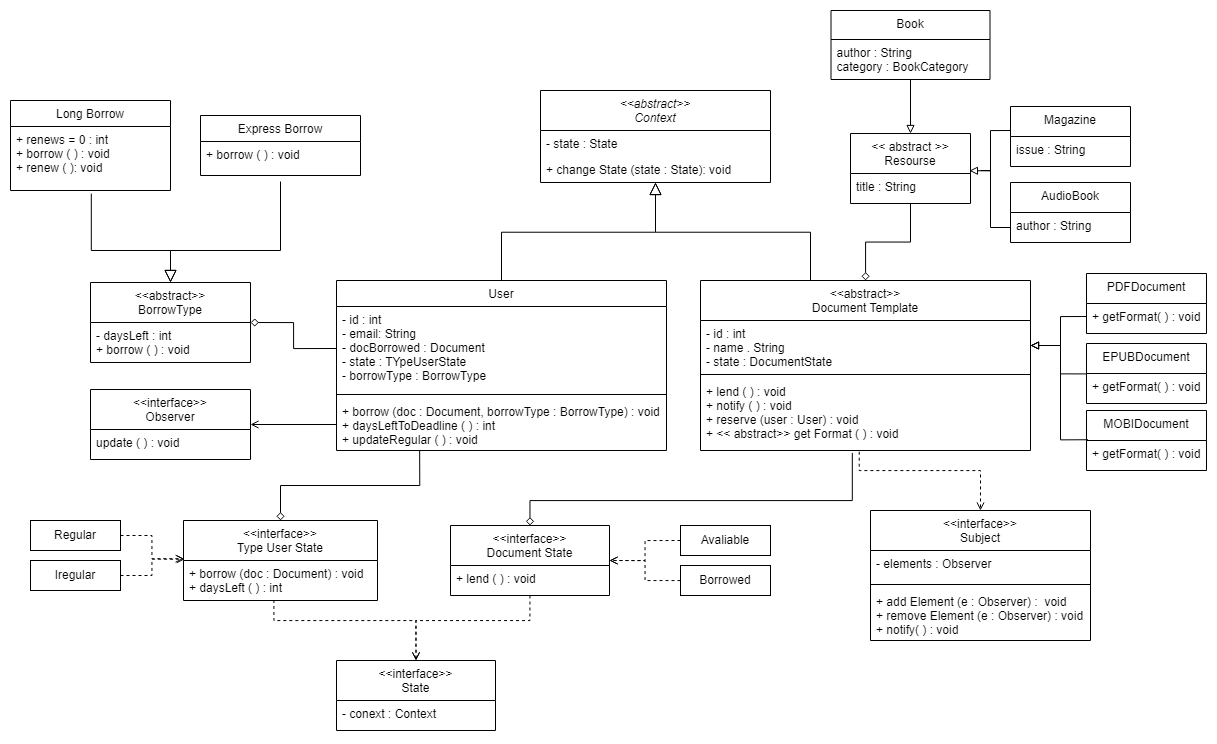 Book
author : String
category : BookCategory
Long Borrow
+ renews = 0 : int
+ borrow ( ) : void
+ renew ( ): void
Express Borrow
+ borrow ( ) : void
<<abstract>>
Context
- state : State
+ change State (state : State): void
<< abstract >>
Resourse
title : String
Magazine
issue : String
AudioBook
author : String
<<abstract>>
BorrowType
- daysLeft : int
+ borrow ( ) : void
User
- id : int
- email: String
- docBorrowed : Document
- state : TYpeUserState
- borrowType : BorrowType
+ borrow (doc : Document, borrowType : BorrowType) : void
+ daysLeftToDeadline ( ) : int
+ updateRegular ( ) : void
<<abstract>>
Document Template
- id : int
- name . String
- state : DocumentState
+ lend ( ) : void
+ notify ( ) : void
+ reserve (user : User) : void
+ << abstract>> get Format ( ) : void
PDFDocument
+ getFormat( ) : void
EPUBDocument
+ getFormat( ) : void
MOBIDocument
+ getFormat( ) : void
<<interface>>
Observer
update ( ) : void
Regular
Iregular
<<interface>>
Type User State
+ borrow (doc : Document) : void
+ daysLeft ( ) : int
<<interface>>
Document State
+ lend ( ) : void
Avaliable
Borrowed
<<interface>>
Subject
- elements : Observer
+ add Element (e : Observer) : void
+ remove Element (e : Observer) : void
+ notify( ) : void
<<interface>>
State
- conext : Context